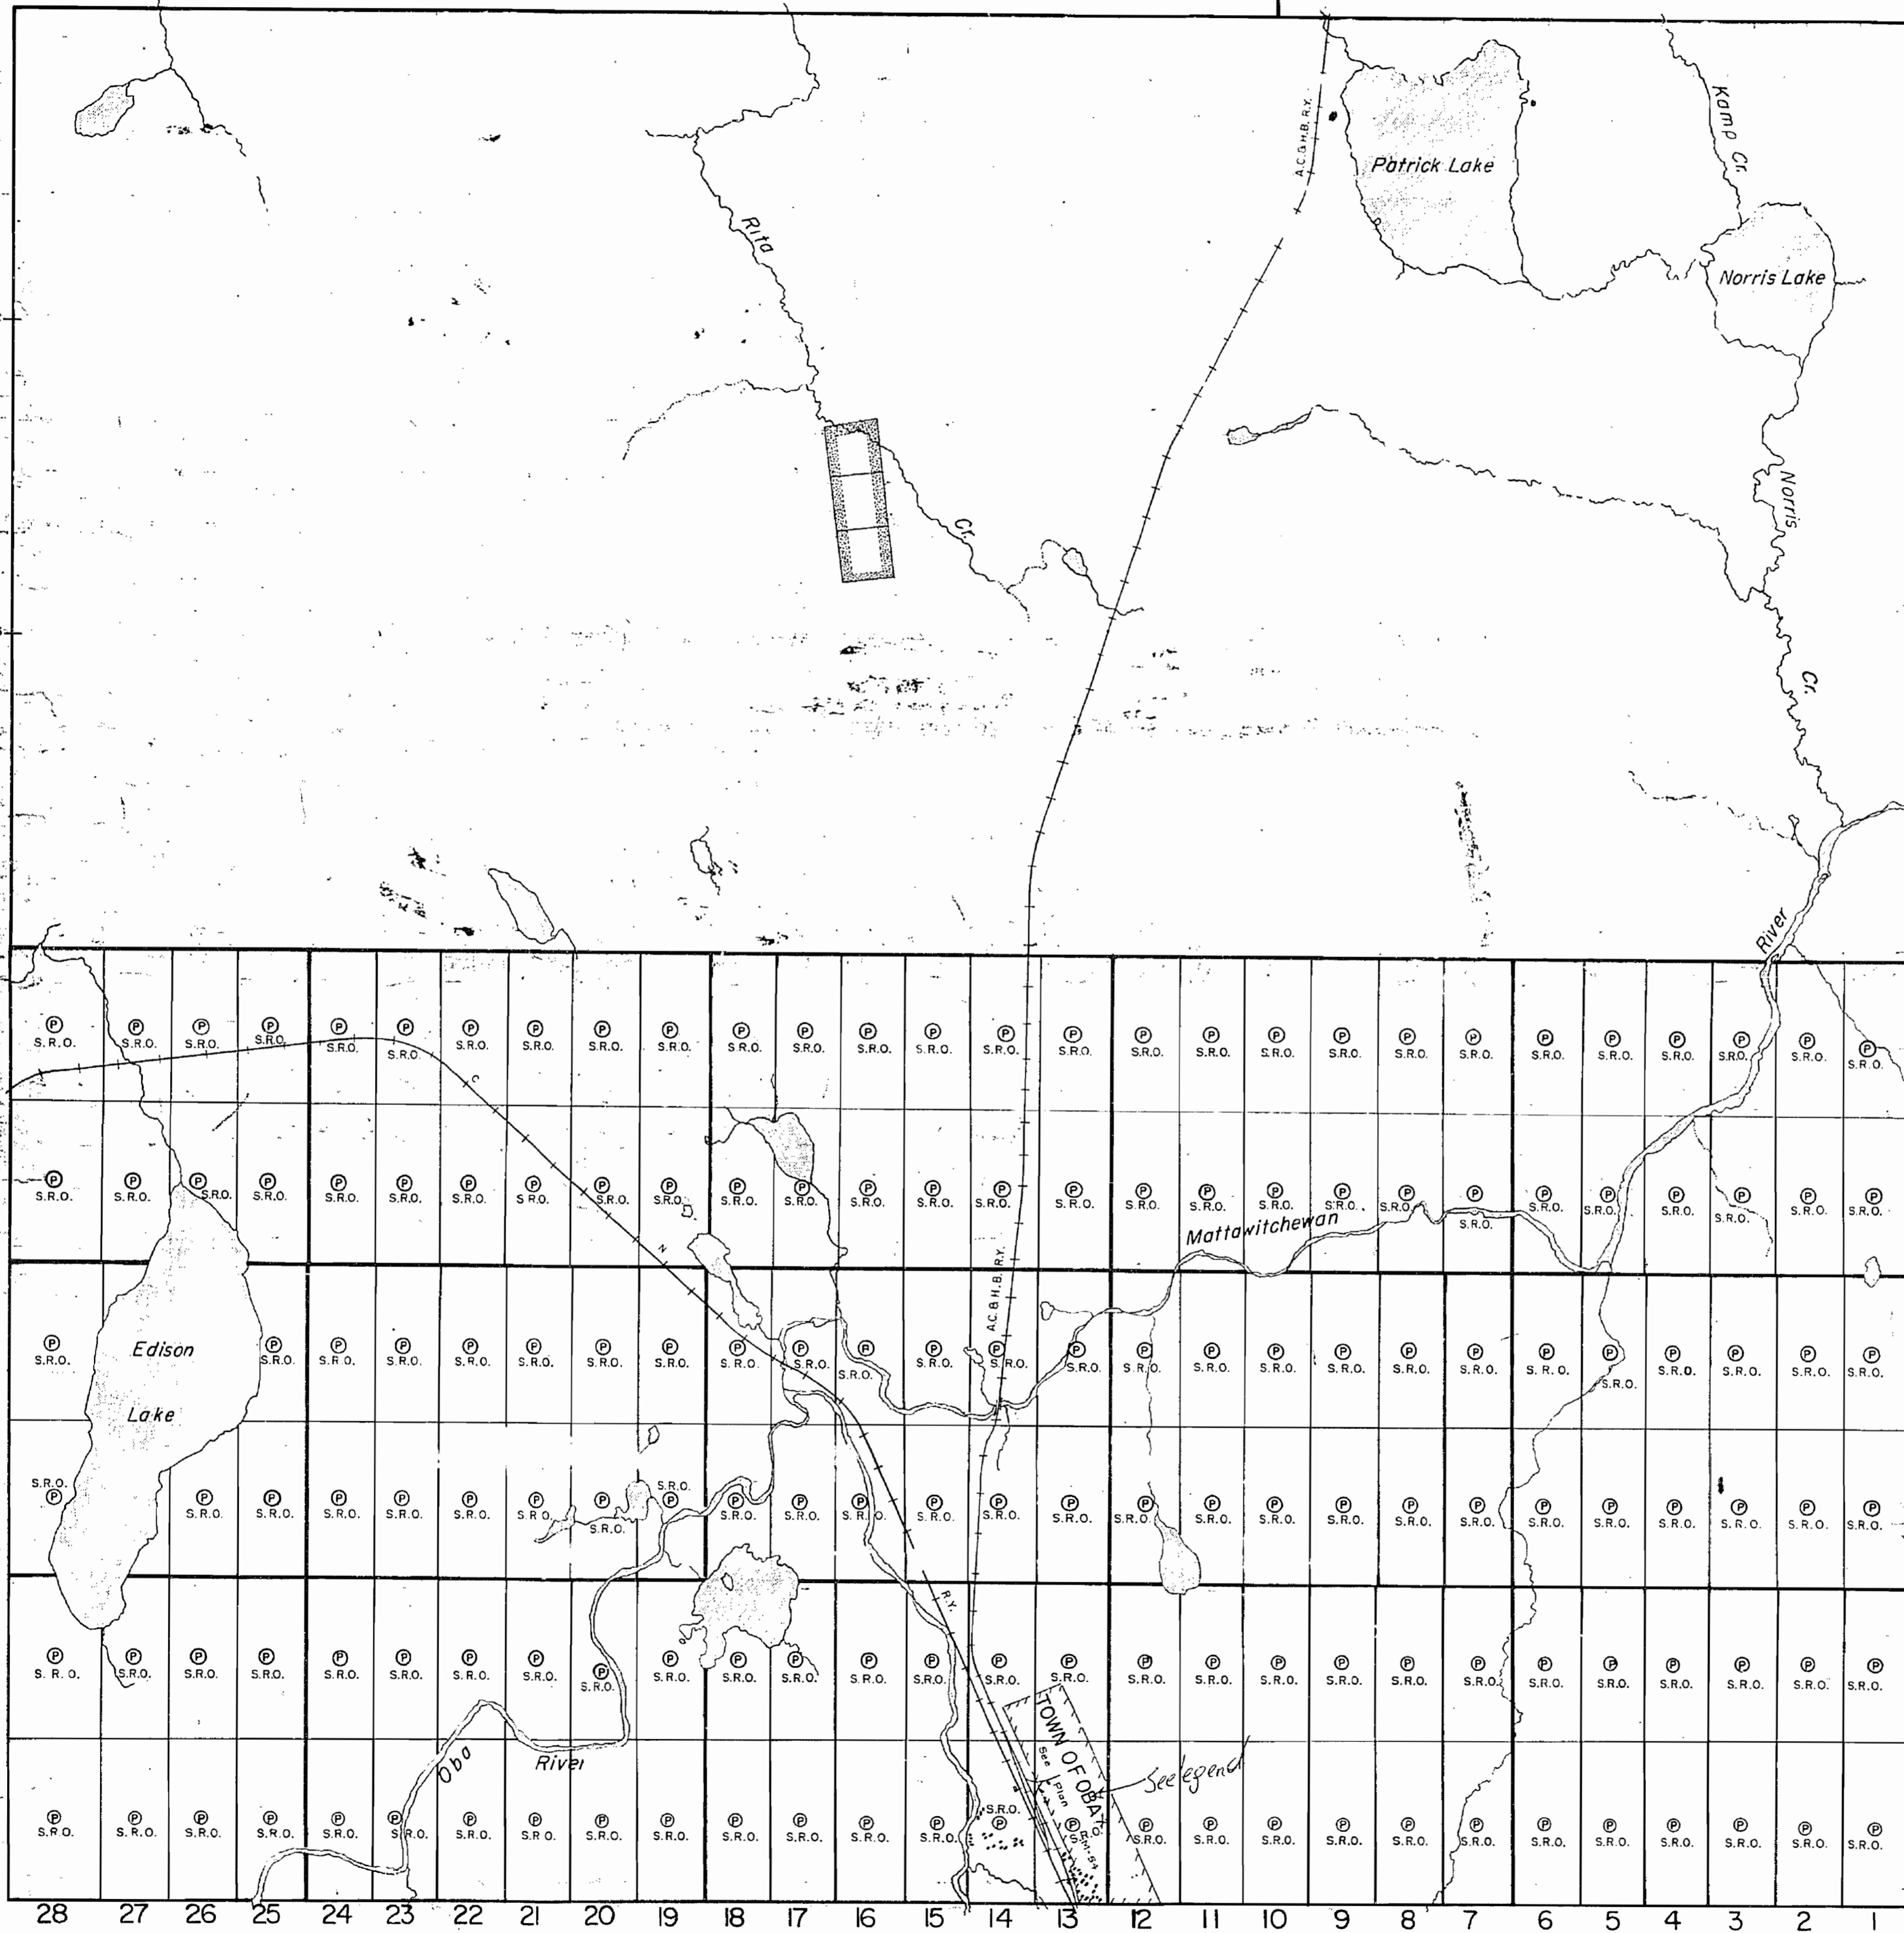 A.C. & H.B. R.Y.
Kamp Cr.
Patrick Lake
Rita
Norris Lake
Norris
Cr.
Cr.
River
Ⓟ Ⓟ Ⓟ Ⓟ Ⓟ Ⓟ Ⓟ Ⓟ Ⓟ Ⓟ Ⓟ Ⓟ Ⓟ Ⓟ Ⓟ Ⓟ Ⓟ Ⓟ Ⓟ Ⓟ Ⓟ Ⓟ Ⓟ Ⓟ Ⓟ Ⓟ Ⓟ Ⓟ
S.R.O. S.R.O. S.R.O. S.R.O. S.R.O. S.R.O. S.R.O. S.R.O. S.R.O. S.R.O. S.R.O. S.R.O. S.R.O. S.R.O. S.R.O. S.R.O. S.R.O. S.R.O. S.R.O. S.R.O. S.R.O. S.R.O. S.R.O. S.R.O. S.R.O. S.R.O. S.R.O. S.R.O.
C
Ⓟ Ⓟ Ⓟ Ⓟ Ⓟ Ⓟ Ⓟ Ⓟ Ⓟ Ⓟ Ⓟ Ⓟ Ⓟ Ⓟ Ⓟ Ⓟ Ⓟ Ⓟ Ⓟ Ⓟ Ⓟ Ⓟ Ⓟ Ⓟ Ⓟ Ⓟ Ⓟ Ⓟ
S.R.O. S.R.O. S.R.O. S.R.O. S.R.O. S.R.O. S.R.O. S.R.O. S.R.O. S.R.O. S.R.O. S.R.O. S.R.O. S.R.O. S.R.O. S.R.O. S.R.O. S.R.O. S.R.O. S.R.O. S.R.O. S.R.O. S.R.O. S.R.O. S.R.O. S.R.O. S.R.O. S.R.O.
Mattawitchewan
N
A.C. & H.B. R.Y.
Ⓟ Ⓟ Ⓟ Ⓟ Ⓟ Ⓟ Ⓟ Ⓟ Ⓟ Ⓟ Ⓟ Ⓟ Ⓟ Ⓟ Ⓟ Ⓟ Ⓟ Ⓟ Ⓟ Ⓟ Ⓟ Ⓟ Ⓟ Ⓟ Ⓟ Ⓟ
S.R.O. S.R.O. S.R.O. S.R.O. S.R.O. S.R.O. S.R.O. S.R.O. S.R.O. S.R.O. S.R.O. S.R.O. S.R.O. S.R.O. S.R.O. S.R.O. S.R.O. S.R.O. S.R.O. S.R.O. S.R.O. S.R.O. S.R.O. S.R.O. S.R.O. S.R.O.
Edison
Lake
Ⓟ Ⓟ Ⓟ Ⓟ Ⓟ Ⓟ Ⓟ Ⓟ Ⓟ Ⓟ Ⓟ Ⓟ Ⓟ Ⓟ Ⓟ Ⓟ Ⓟ Ⓟ Ⓟ Ⓟ Ⓟ Ⓟ Ⓟ Ⓟ Ⓟ Ⓟ Ⓟ
S.R.O. S.R.O. S.R.O. S.R.O. S.R.O. S.R.O. S.R.O. S.R.O. S.R.O. S.R.O. S.R.O. S.R.O. S.R.O. S.R.O. S.R.O. S.R.O. S.R.O. S.R.O. S.R.O. S.R.O. S.R.O. S.R.O. S.R.O. S.R.O. S.R.O. S.R.O. S.R.O.
R.Y.
Ⓟ Ⓟ Ⓟ Ⓟ Ⓟ Ⓟ Ⓟ Ⓟ Ⓟ Ⓟ Ⓟ Ⓟ Ⓟ Ⓟ Ⓟ Ⓟ Ⓟ Ⓟ Ⓟ Ⓟ Ⓟ Ⓟ Ⓟ Ⓟ Ⓟ Ⓟ Ⓟ Ⓟ
S.R.O. S.R.O. S.R.O. S.R.O. S.R.O. S.R.O. S.R.O. S.R.O. S.R.O. S.R.O. S.R.O. S.R.O. S.R.O. S.R.O. S.R.O. S.R.O. S.R.O. S.R.O. S.R.O. S.R.O. S.R.O. S.R.O. S.R.O. S.R.O. S.R.O. S.R.O. S.R.O. S.R.O.
TOWN OF OBA
See Plan
See legend
Oba
River
Ⓟ Ⓟ Ⓟ Ⓟ Ⓟ Ⓟ Ⓟ Ⓟ Ⓟ Ⓟ Ⓟ Ⓟ Ⓟ Ⓟ Ⓟ Ⓟ Ⓟ Ⓟ Ⓟ Ⓟ Ⓟ Ⓟ Ⓟ Ⓟ Ⓟ Ⓟ Ⓟ Ⓟ
S.R.O. S.R.O. S.R.O. S.R.O. S.R.O. S.R.O. S.R.O. S.R.O. S.R.O. S.R.O. S.R.O. S.R.O. S.R.O. S.R.O. S.R.O. S.R.O. S.R.O. S.R.O. S.R.O. S.R.O. S.R.O. S.R.O. S.R.O. S.R.O. S.R.O. S.R.O. S.R.O.
28 27 26 25 24 23 22 21 20 19 18 17 16 15 14 13 12 11 10 9 8 7 6 5 4 3 2 1